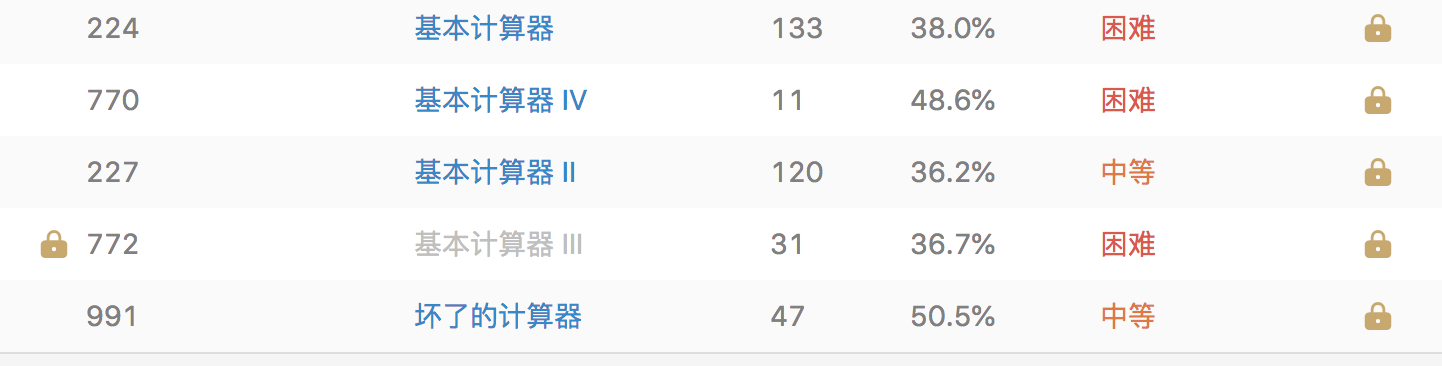 224 基本计算器 133 38.0% 困难
770 基本计算器 IV 11 48.6% 困难
227 基本计算器 II 120 36.2% 中等
772 基本计算器 III 31 36.7% 困难
991 坏了的计算器 47 50.5% 中等